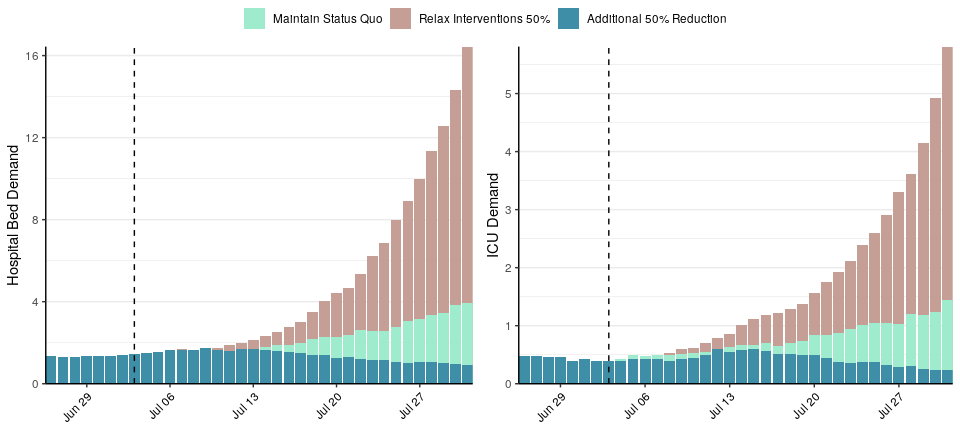 Maintain Status Quo Relax Interventions 50% Additional 50% Reduction
Hospital Bed Demand
16
12
8
4
0
Jun 29 Jul 06 Jul 13 Jul 20 Jul 27
ICU Demand
5
4
3
2
1
0
Jun 29 Jul 06 Jul 13 Jul 20 Jul 27